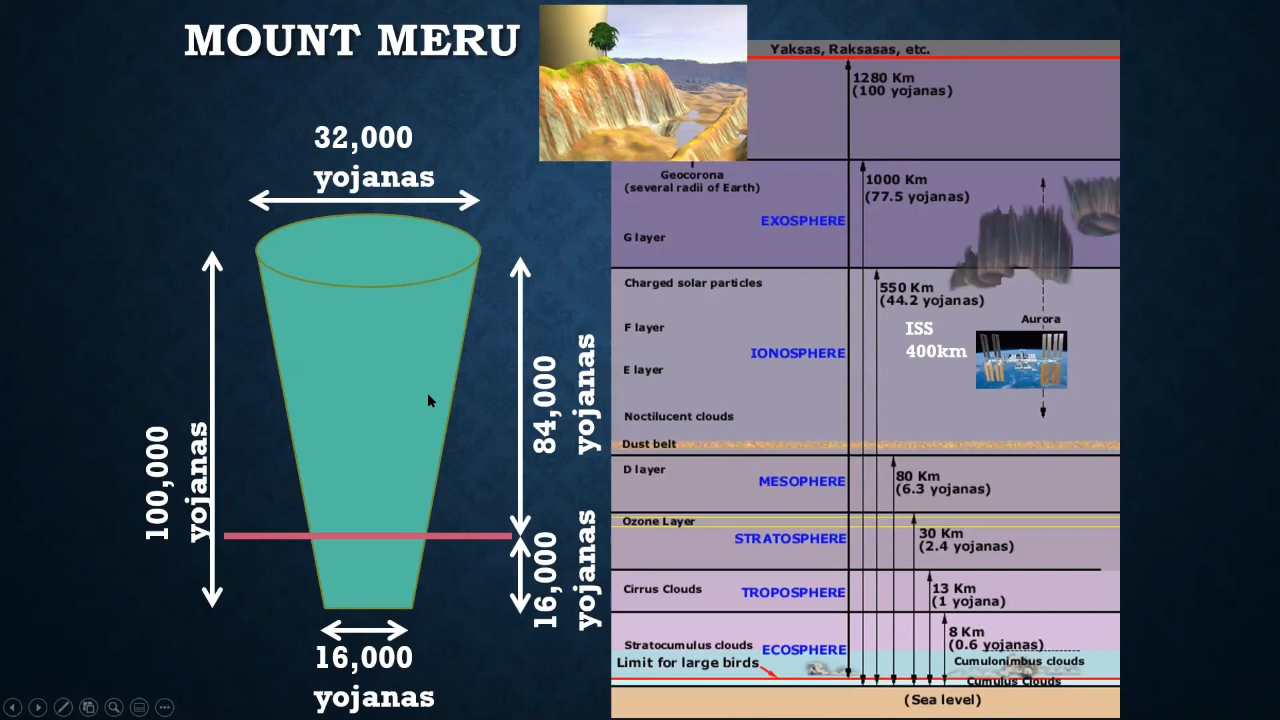 MOUNT MERU
32,000
yojanas
100,000
yojanas
84,000
yojanas
16,000
yojanas
16,000
yojanas
Yaksas, Raksasas, etc.
1280 Km
(100 yojanas)
Geocorona
(several radii of Earth)
1000 Km
(77.5 yojanas)
EXOSPHERE
G layer
Charged solar particles
550 Km
(44.2 yojanas)
Aurora
F layer
ISS
400km
IONOSPHERE
E layer
Noctilucent clouds
Dust belt
D layer
MESOPHERE
80 Km
(6.3 yojanas)
Ozone Layer
STRATOSPHERE
30 Km
(2.4 yojanas)
Cirrus Clouds
TROPOSPHERE
13 Km
(1 yojana)
8 Km
(0.6 yojanas)
Stratocumulus clouds
ECOSPHERE
Limit for large birds
Cumulonimbus clouds
Cumulus Clouds
(Sea level)